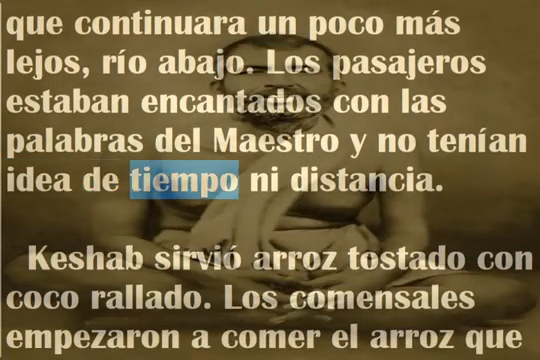 que continuara un poco más
lejos, río abajo. Los pasajeros
estaban encantados con las
palabras del Maestro y no tenían
idea de tiempo ni distancia.
Keshab sirvió arroz tostado con
coco rallado. Los comensales
empezaron a comer el arroz que